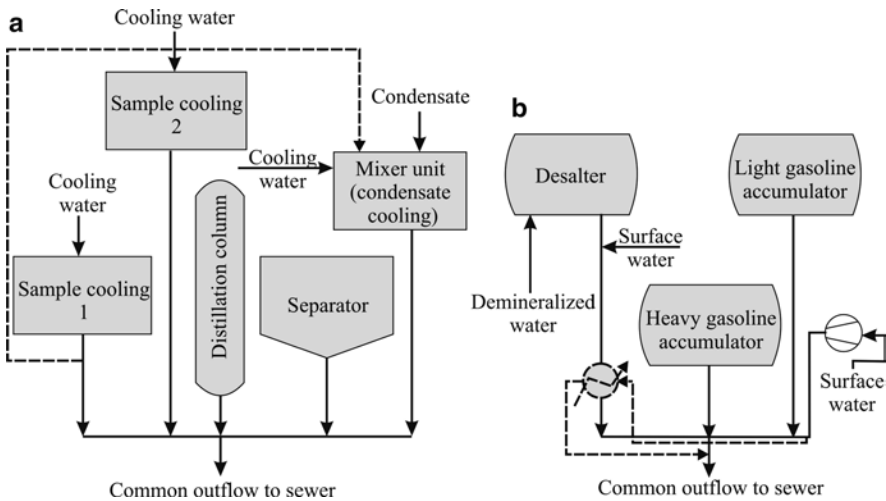 a
Cooling water
Sample cooling
2
Condensate
Cooling
water
Mixer unit
(condensate
cooling)
Cooling
water
Sample cooling
1
Distillation column
Separator
Common outflow to sewer
b
Desalter
Light gasoline
accumulator
Surface
water
Demineralized
water
Heavy gasoline
accumulator
Surface
water
Common outflow to sewer